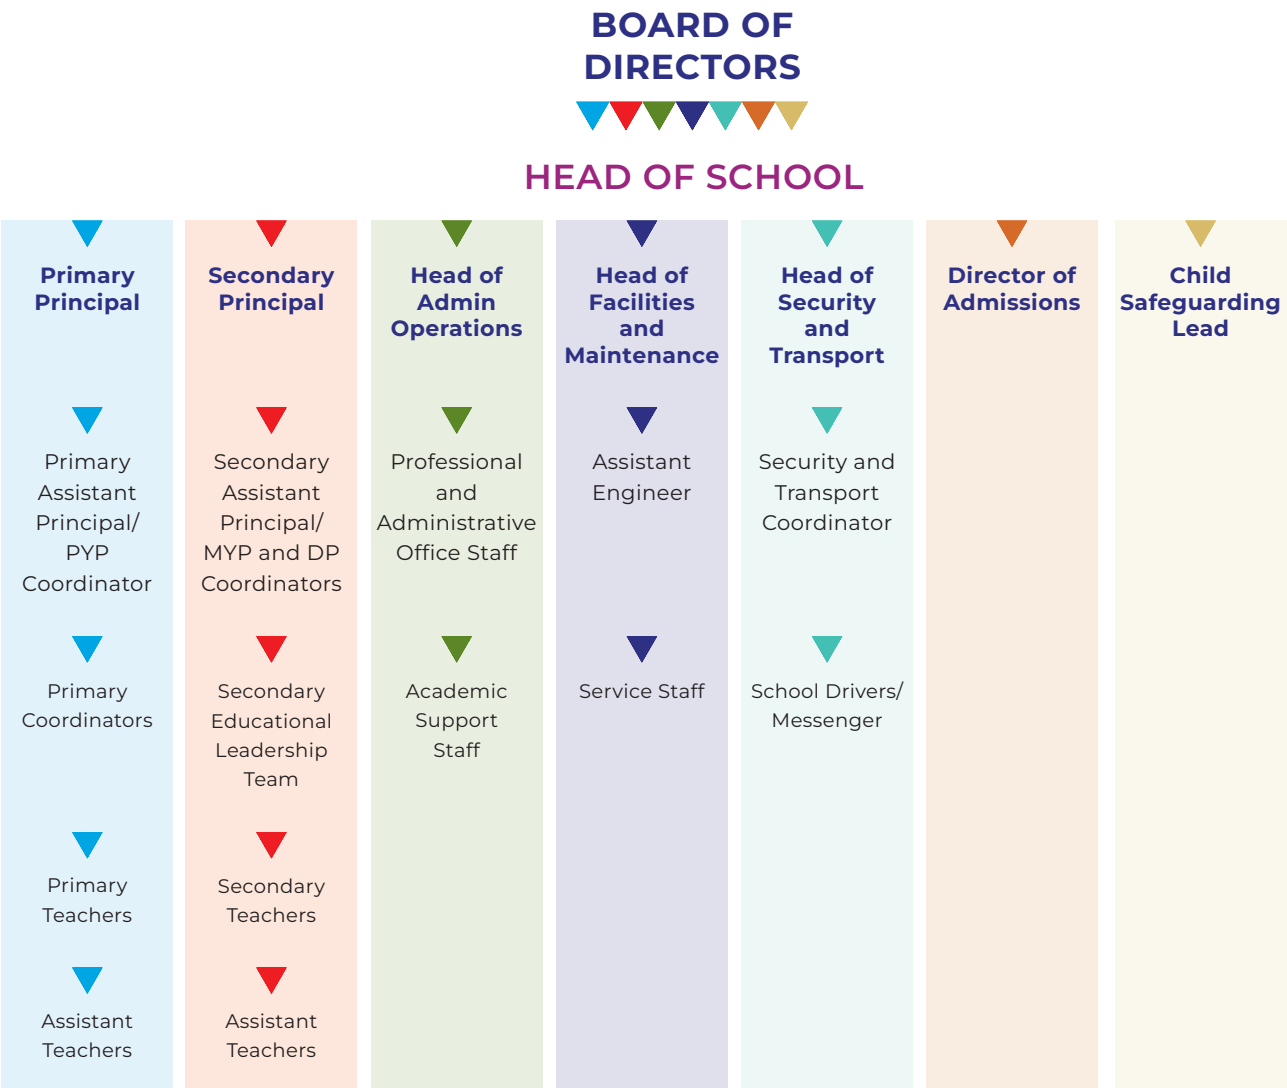 BOARD OF
DIRECTORS
HEAD OF SCHOOL
Primary
Principal
Primary
Assistant
Principal/
PYP
Coordinator
Primary
Coordinators
Primary
Teachers
Assistant
Teachers
Secondary
Principal
Secondary
Assistant
Principal/
MYP and DP
Coordinators
Secondary
Educational
Leadership
Team
Secondary
Teachers
Assistant
Teachers
Head of
Admin
Operations
Professional
and
Administrative
Office Staff
Academic
Support
Staff
Head of
Facilities
and
Maintenance
Assistant
Engineer
Service Staff
Head of
Security
and
Transport
Security and
Transport
Coordinator
School Drivers/
Messenger
Director of
Admissions
Child
Safeguarding
Lead